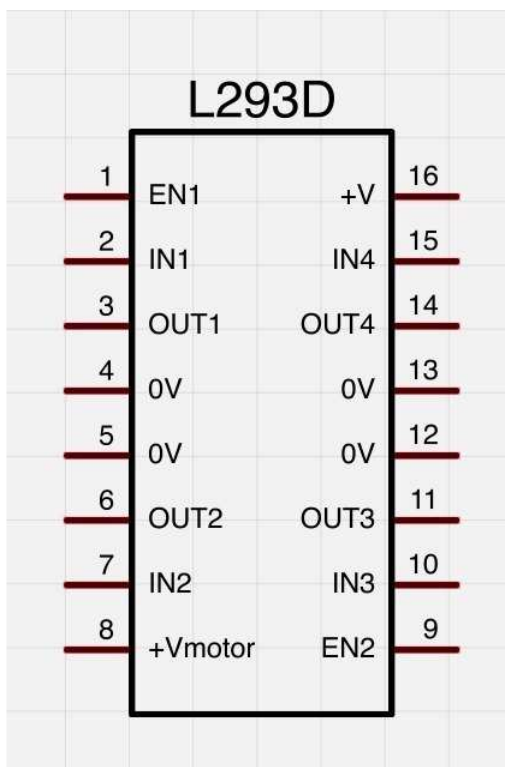 L293D
1 EN1 +V 16
2 IN1 IN4 15
3 OUT1 OUT4 14
4 0V 0V 13
5 0V 0V 12
6 OUT2 OUT3 11
7 IN2 IN3 10
8 +Vmotor EN2 9